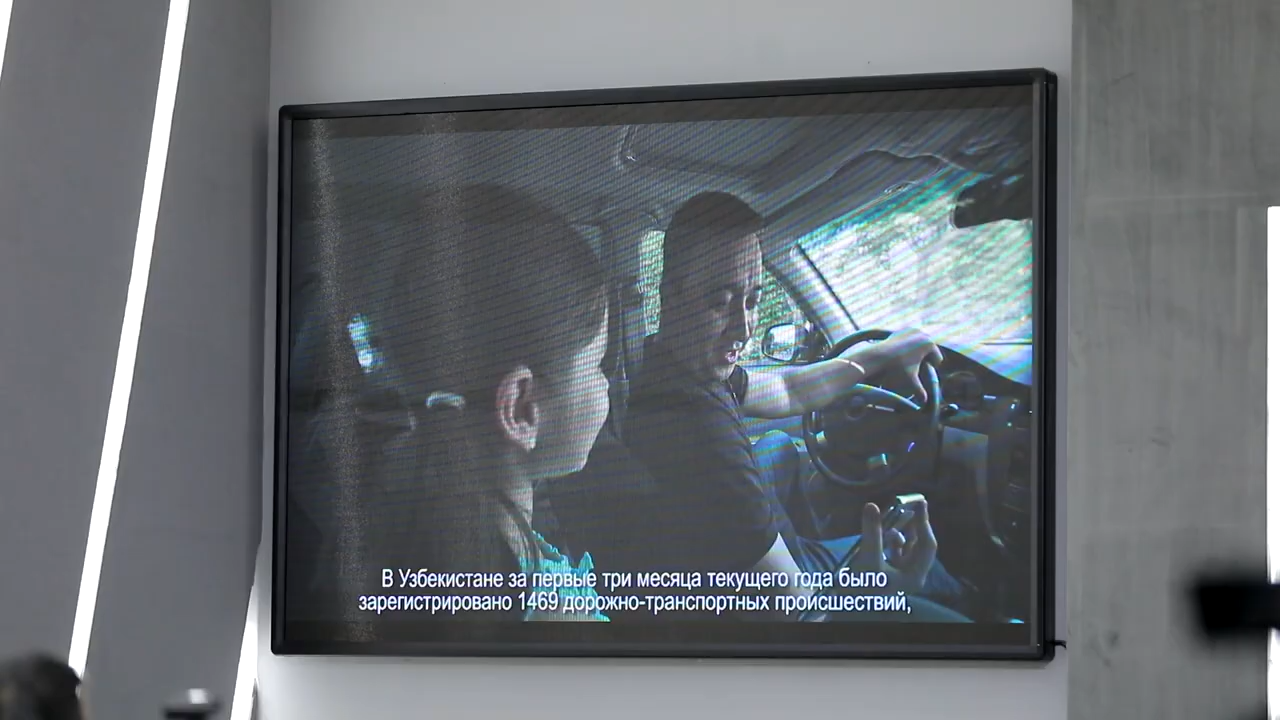 В Узбекистане за первые три месяца текущего года было
зарегистрировано 1469 дорожно-транспортных происшествий,